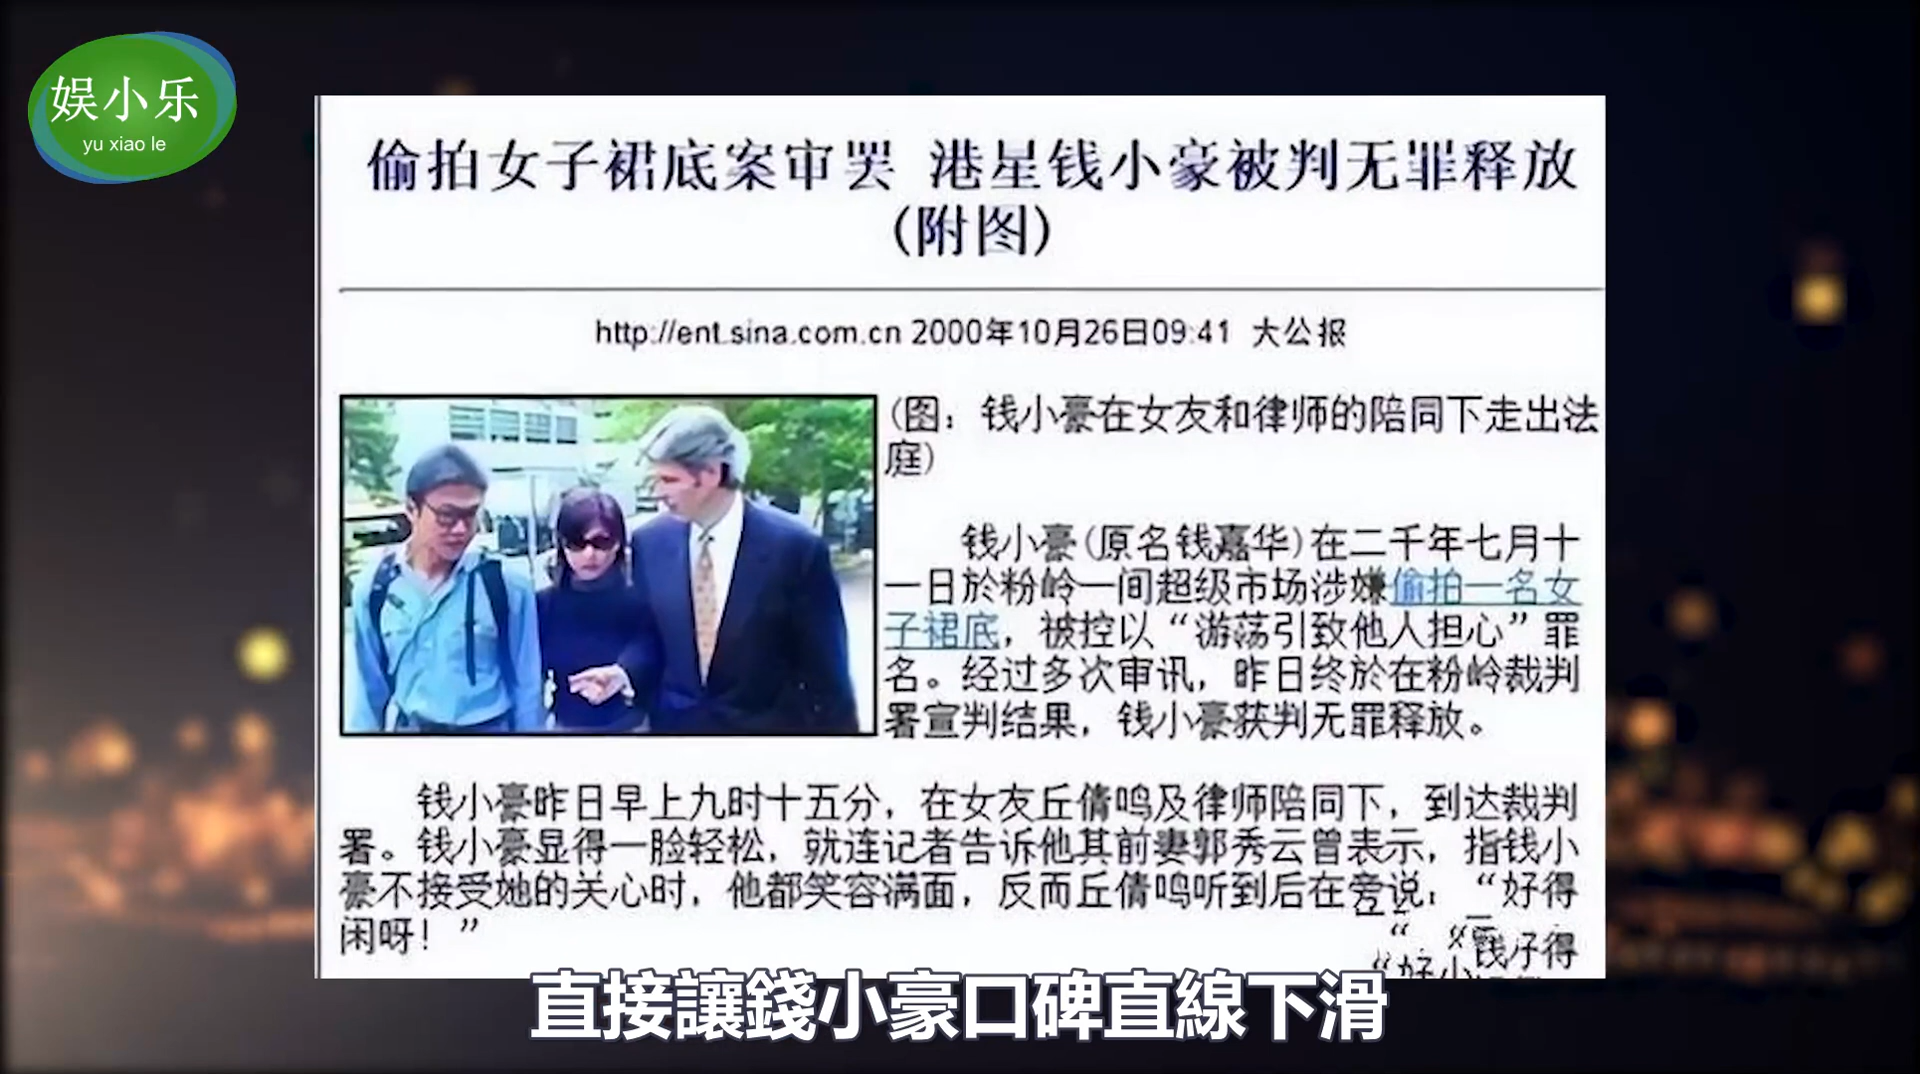 娱小乐
yu xiao le
偷拍女子裙底案审罢 港星钱小豪被判无罪释放
(附图)
http://ent.sina.com.cn 2000年10月26日09:41 大公报
(图：钱小豪在女友和律师的陪同下走出法
庭)
钱小豪(原名钱嘉华)在二千年七月十
一日於粉岭一间超级市场涉嫌偷拍一名女
子裙底，被控以“游荡引致他人担心”罪
名。经过多次审讯，昨日终於在粉岭裁判
署宣判结果，钱小豪获判无罪释放。
钱小豪昨日早上九时十五分，在女友丘倩鸣及律师陪同下，到达裁判
署。钱小豪显得一脸轻松，就连记者告诉他其前妻郭秀云曾表示，指钱小
豪不接受她的关心时，他都笑容满面，反而丘倩鸣听到后在旁说：“好得
闲呀！”
直接讓錢小豪口碑直線下滑